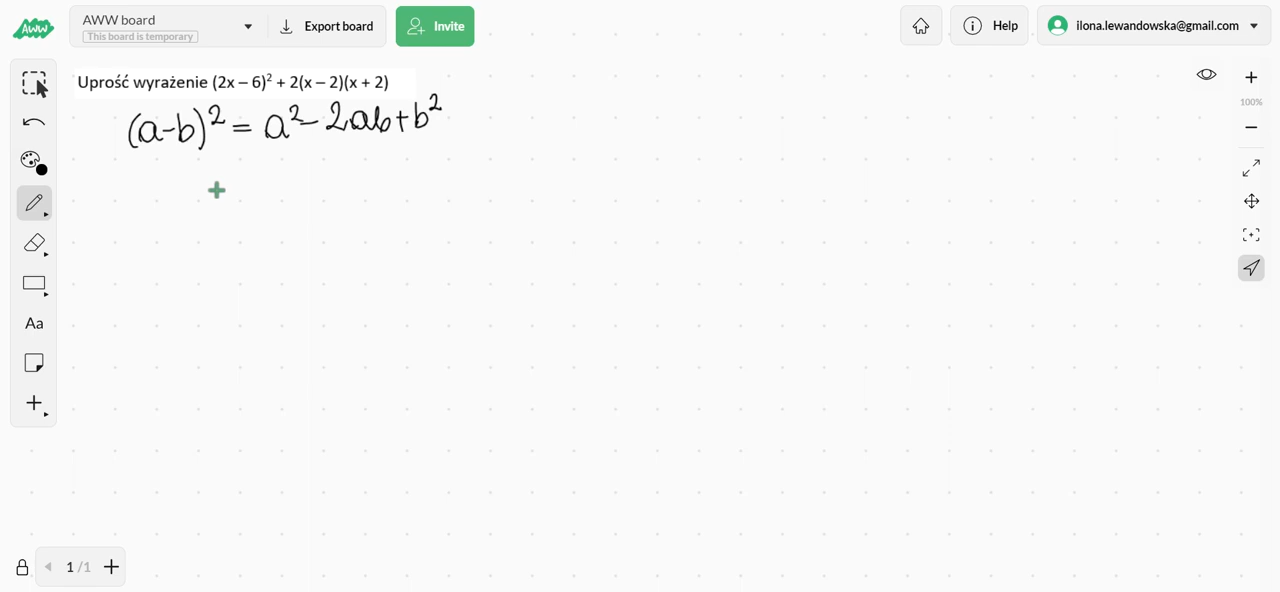 AWW
AWW board
This board is temporary
Export board
Invite
Help
ilona.lewandowska@gmail.com
Uprość wyrażenie (2x – 6)² + 2(x – 2)(x + 2)
(a-b)² = a² - 2ab + b²
100%
Aa
1 /1